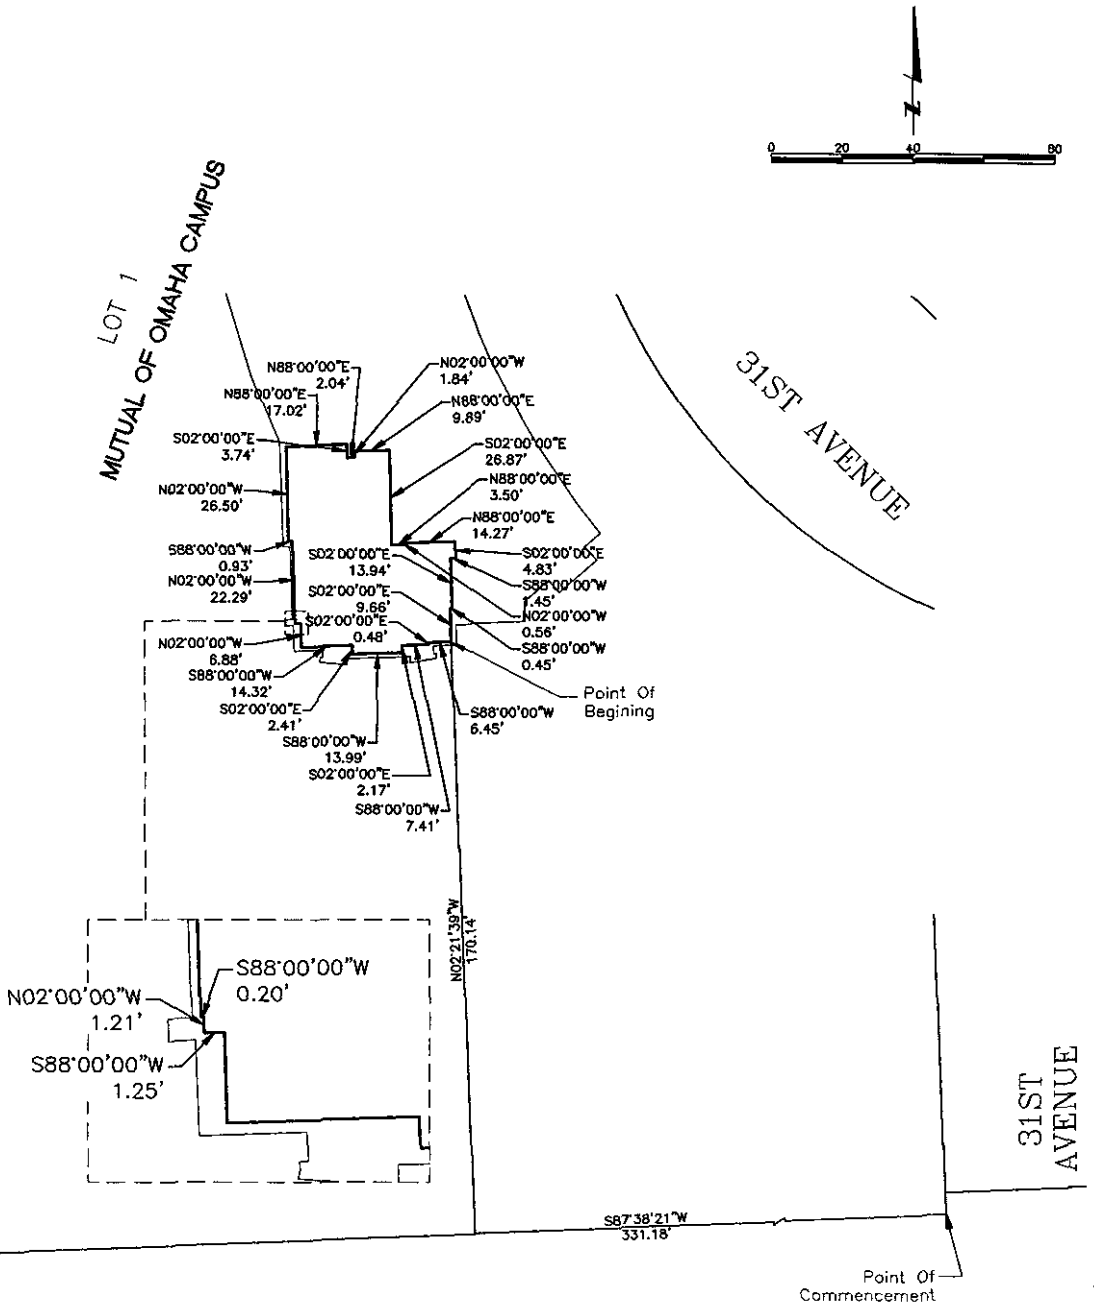 Z
0 20 40 80
LOT 1
MUTUAL OF OMAHA CAMPUS
31ST AVENUE
N88°00'00"E
2.04'
N02°00'00"W
1.84'
N88°00'00"E
17.02'
N88°00'00"E
9.89'
S02°00'00"E
3.74'
S02°00'00"E
26.87'
N02°00'00"W
26.50'
N88°00'00"E
3.50'
N88°00'00"E
14.27'
S88°00'00"W
0.93'
S02°00'00"E
13.94'
S02°00'00"E
4.83'
N02°00'00"W
22.29'
S88°00'00"W
1.45'
S02°00'00"E
9.66'
N02°00'00"W
0.56'
S02°00'00"E
0.48'
S88°00'00"W
0.45'
N02°00'00"W
6.88'
S88°00'00"W
14.32'
Point Of
Begining
S02°00'00"E
2.41'
S88°00'00"W
6.45'
S88°00'00"W
13.99'
S02°00'00"E
2.17'
S88°00'00"W
7.41'
N02°21'39"W
170.14'
S88°00'00"W
0.20'
N02°00'00"W
1.21'
S88°00'00"W
1.25'
31ST
AVENUE
S87°38'21"W
331.18'
Point Of
Commencement